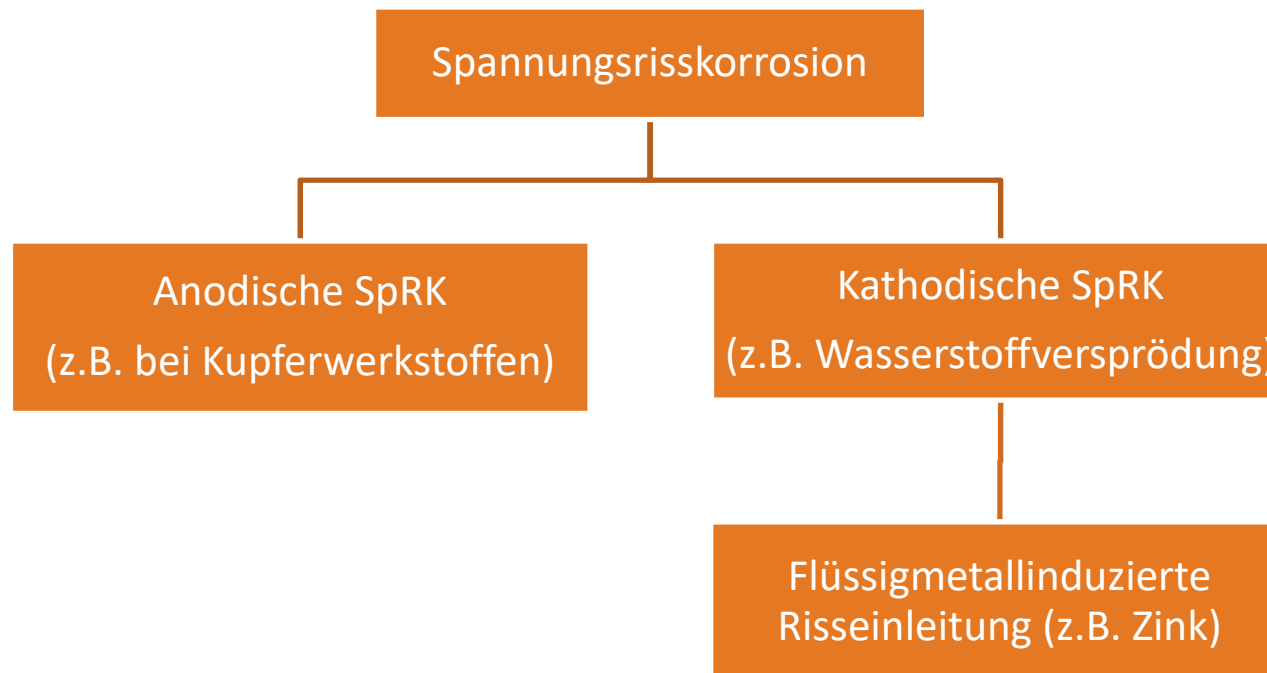 Spannungsrisskorrosion
Anodische SpRK
(z.B. bei Kupferwerkstoffen)
Kathodische SpRK
(z.B. Wasserstoffversprödung)
Flüssigmetallinduzierte
Risseinleitung (z.B. Zink)